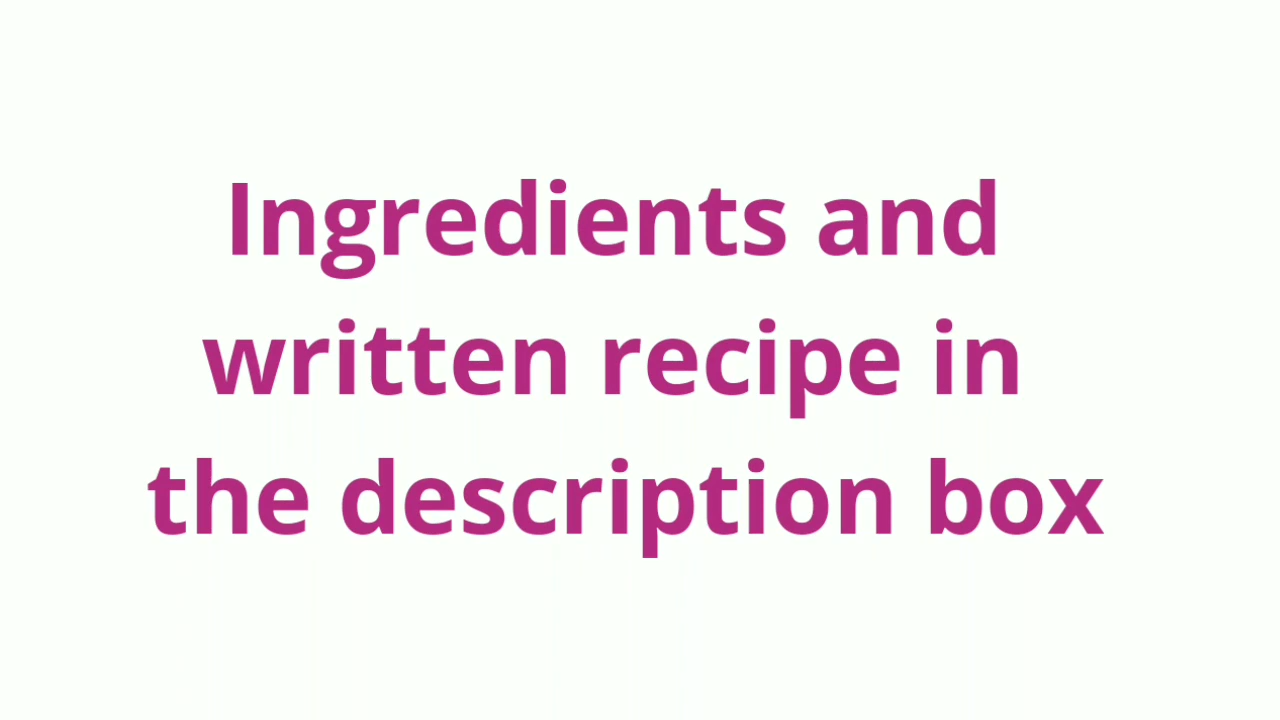 Ingredients and
written recipe in
the description box